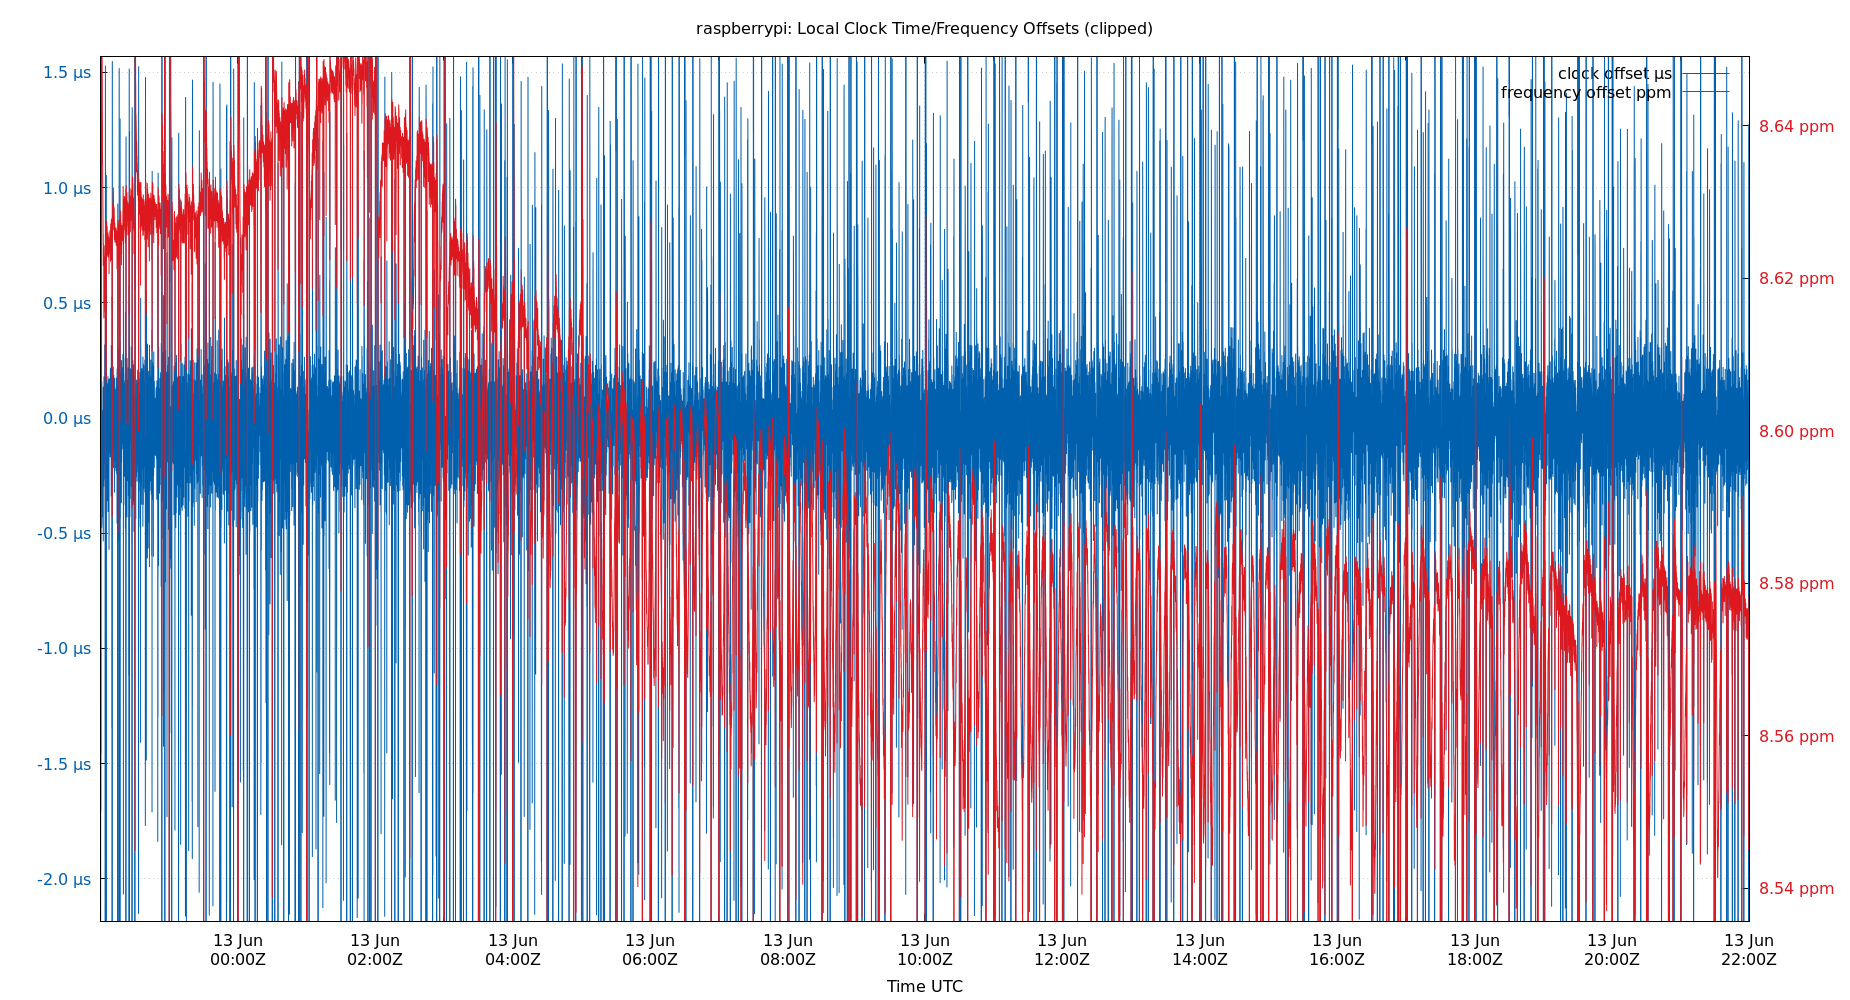 raspberrypi: Local Clock Time/Frequency Offsets (clipped)
clock offset µs
frequency offset ppm
1.5 µs
1.0 µs
0.5 µs
0.0 µs
-0.5 µs
-1.0 µs
-1.5 µs
-2.0 µs
8.64 ppm
8.62 ppm
8.60 ppm
8.58 ppm
8.56 ppm
8.54 ppm
13 Jun 13 Jun 13 Jun 13 Jun 13 Jun 13 Jun 13 Jun 13 Jun 13 Jun 13 Jun 13 Jun 13 Jun
00:00Z 02:00Z 04:00Z 06:00Z 08:00Z 10:00Z 12:00Z 14:00Z 16:00Z 18:00Z 20:00Z 22:00Z
Time UTC